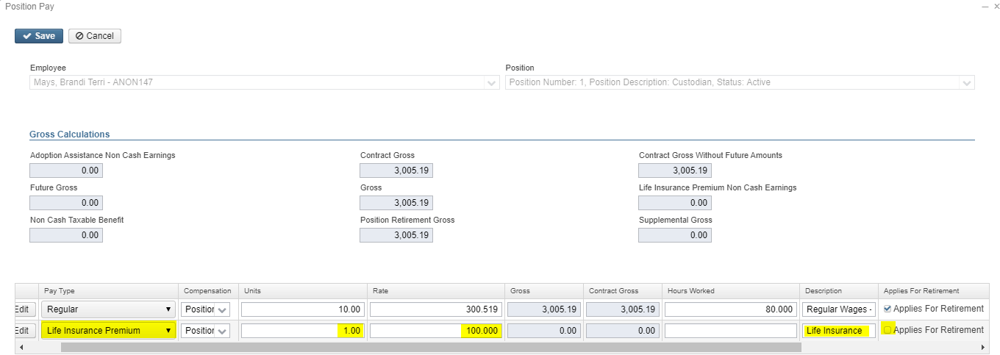 Position Pay
Save Cancel
Employee Position
Mays, Brandi Terri - ANON147 Position Number: 1, Position Description: Custodian, Status: Active
Gross Calculations
Adoption Assistance Non Cash Earnings Contract Gross Contract Gross Without Future Amounts
0.00 3,005.19 3,005.19
Future Gross Gross Life Insurance Premium Non Cash Earnings
0.00 3,005.19 0.00
Non Cash Taxable Benefit Position Retirement Gross Supplemental Gross
0.00 3,005.19 0.00
Pay Type Compensation Units Rate Gross Contract Gross Hours Worked Description Applies For Retirement
Edit Regular Position 10.00 300.519 3,005.19 3,005.19 80.000 Regular Wages - Applies For Retirement
Edit Life Insurance Premium Position 1.00 100.000 0.00 0.00 Life Insurance Applies For Retirement